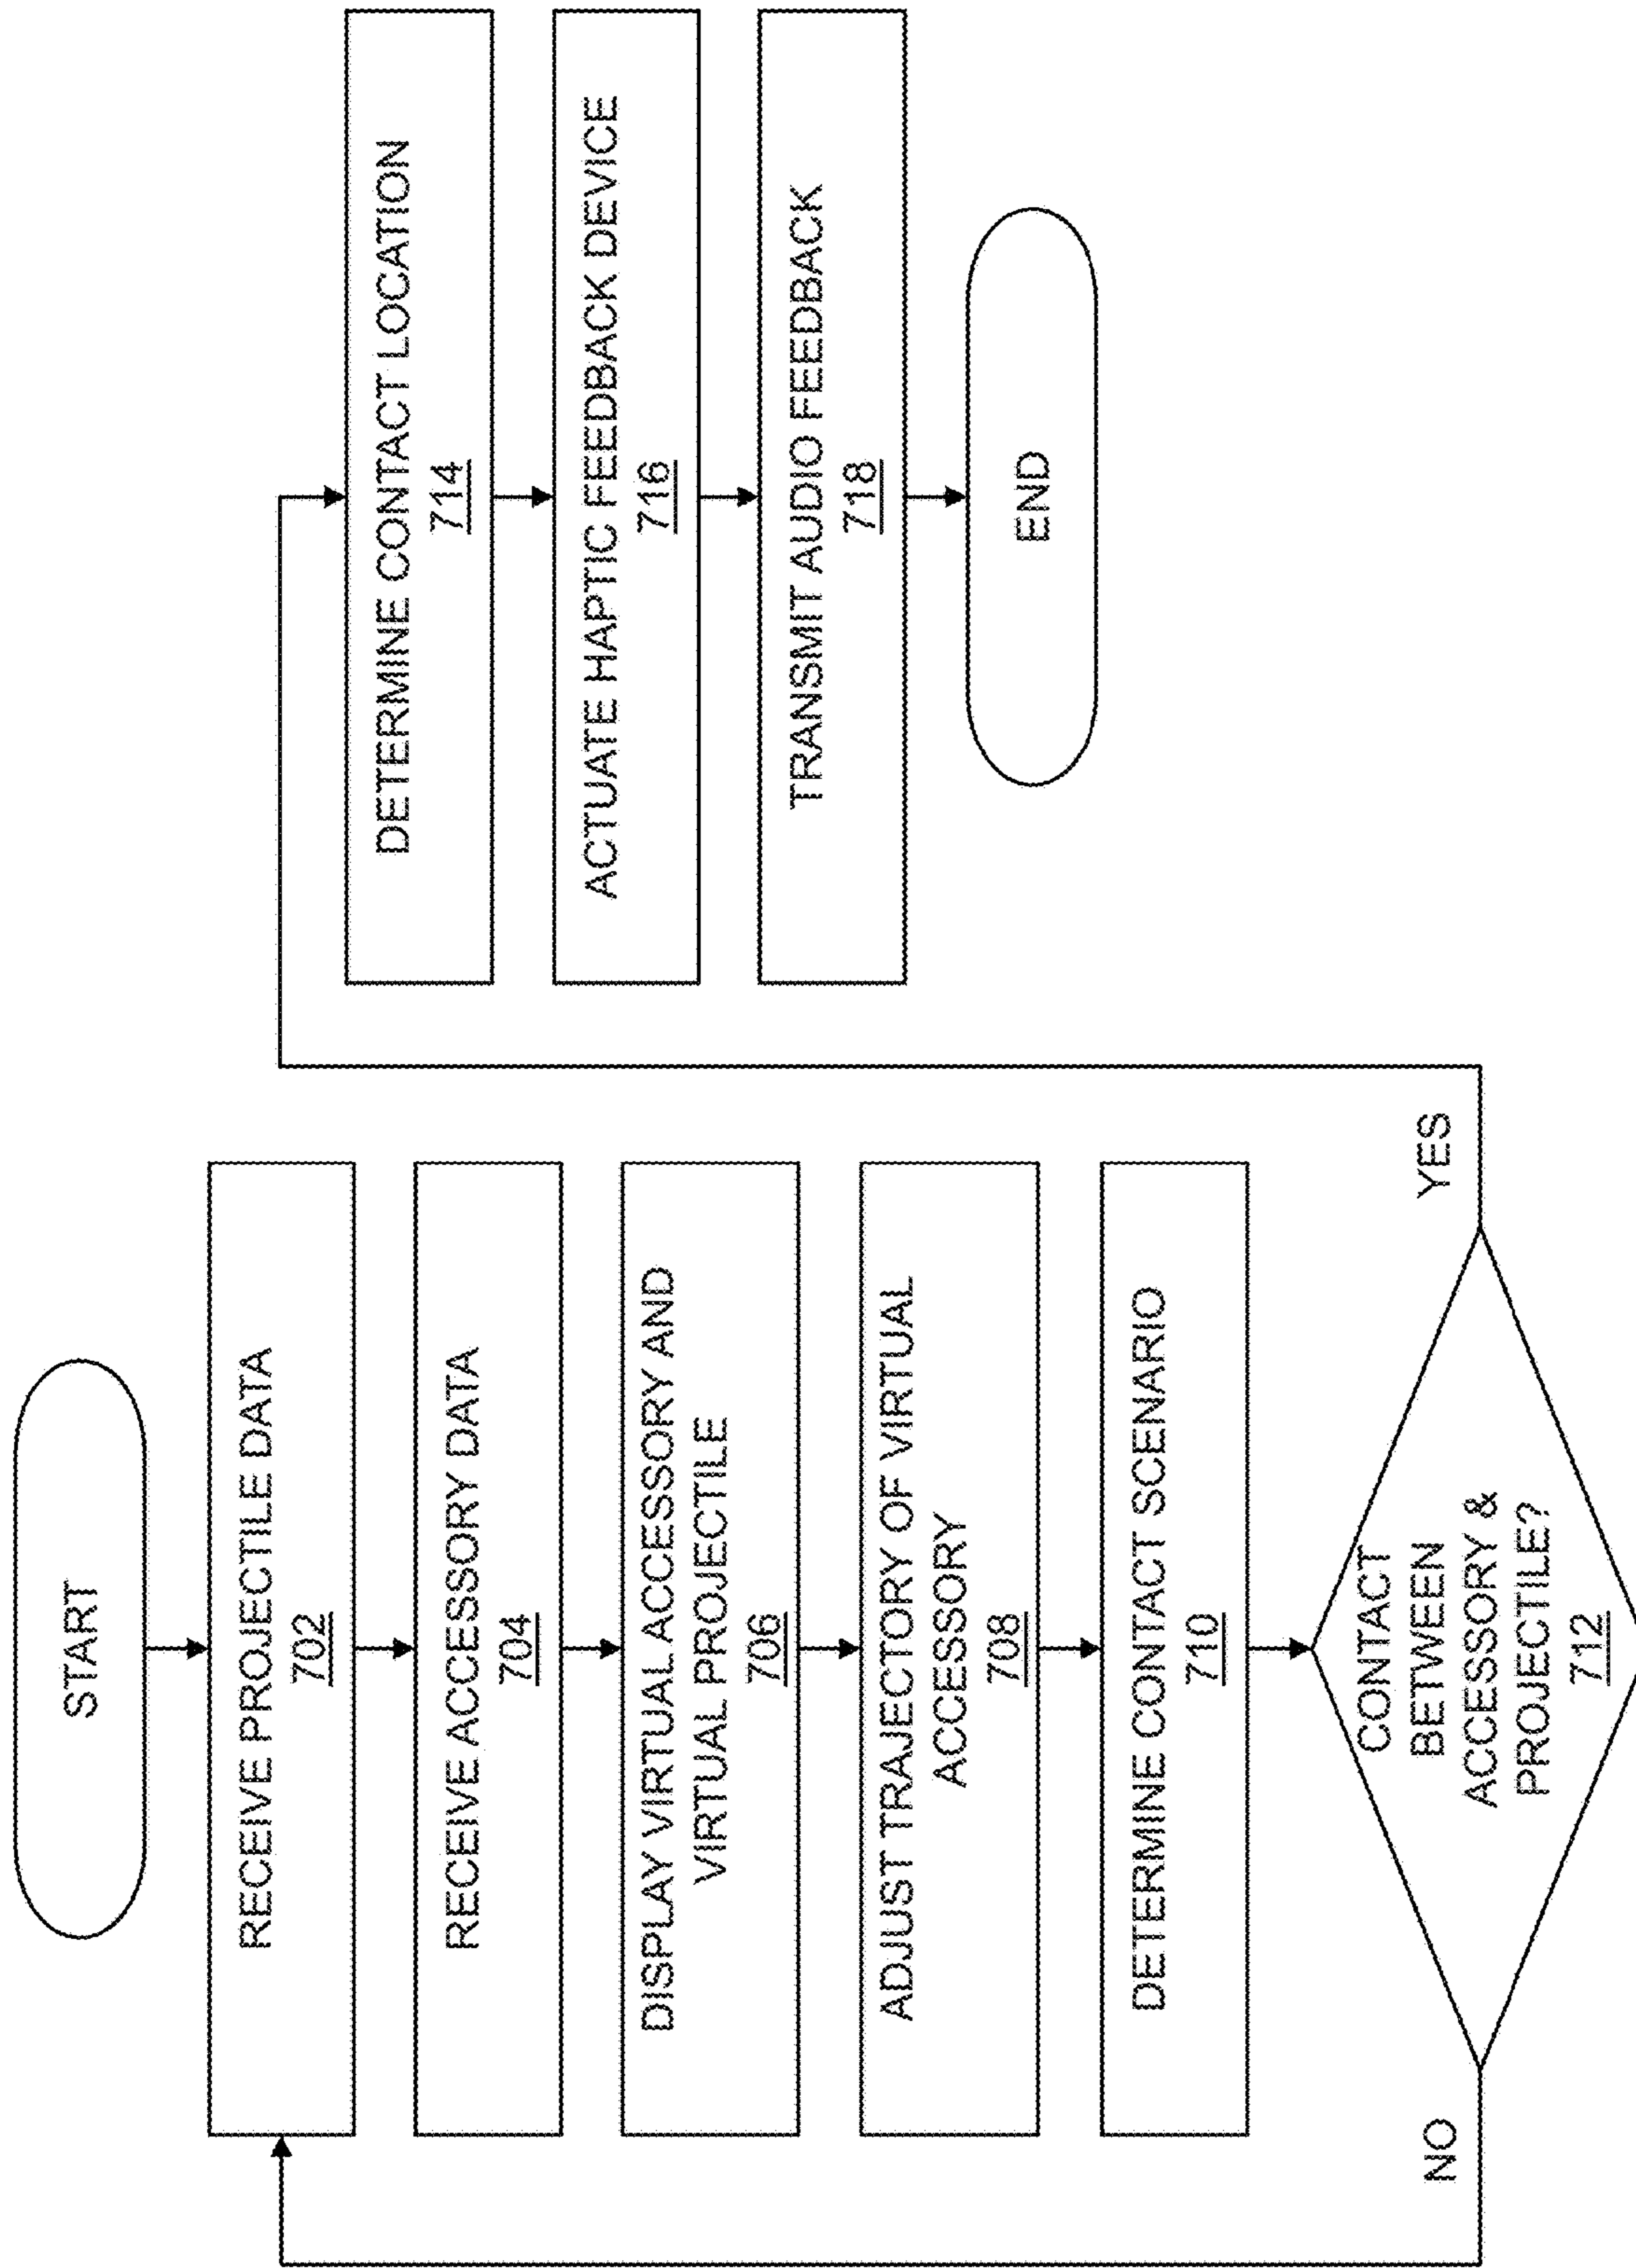 START
RECEIVE PROJECTILE DATA
702
RECEIVE ACCESSORY DATA
704
DISPLAY VIRTUAL ACCESSORY AND
VIRTUAL PROJECTILE
706
ADJUST TRAJECTORY OF VIRTUAL
ACCESSORY
708
DETERMINE CONTACT SCENARIO
710
CONTACT
BETWEEN
ACCESSORY &
PROJECTILE?
712
NO
YES
DETERMINE CONTACT LOCATION
714
ACTUATE HAPTIC FEEDBACK DEVICE
716
TRANSMIT AUDIO FEEDBACK
718
END